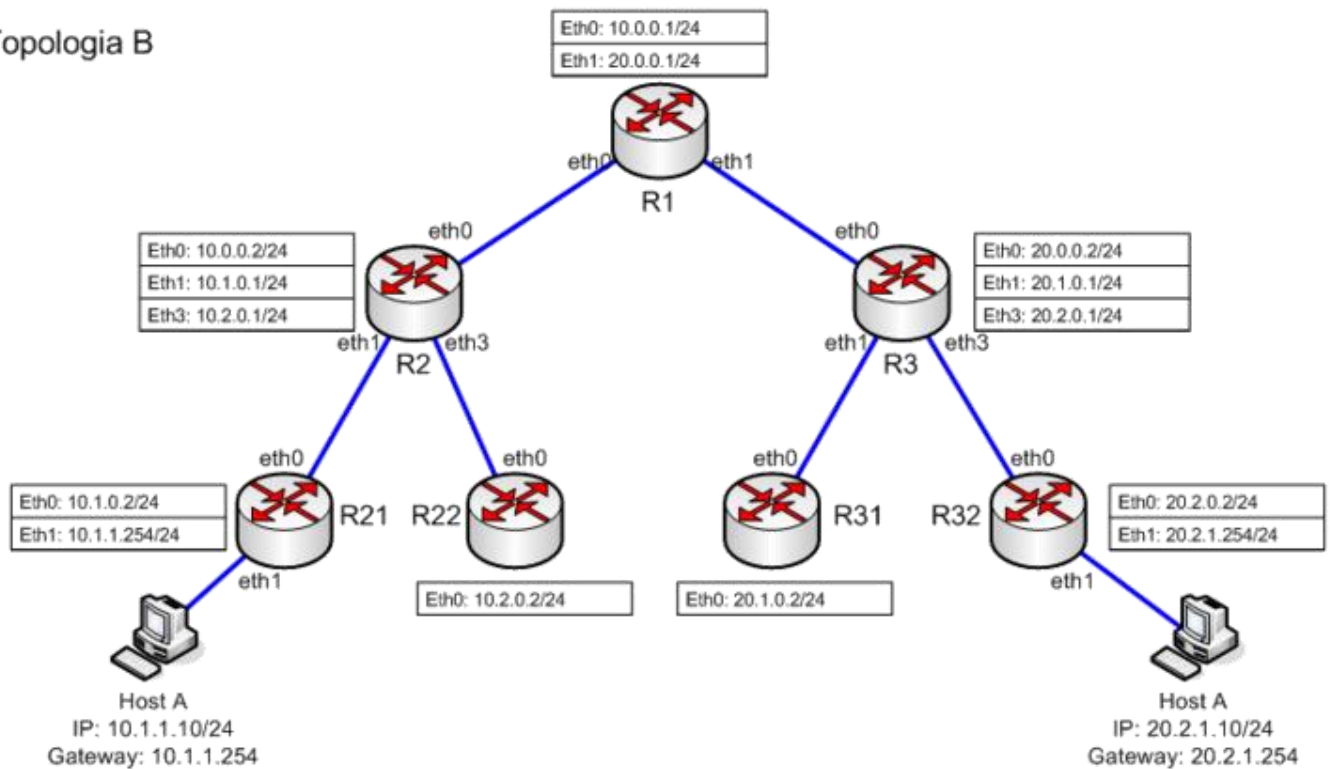 opologia B
Eth0: 10.0.0.1/24
Eth1: 20.0.0.1/24
eth0
eth1
R1
eth0
eth0
Eth0: 10.0.0.2/24
Eth1: 10.1.0.1/24
Eth3: 10.2.0.1/24
Eth0: 20.0.0.2/24
Eth1: 20.1.0.1/24
Eth3: 20.2.0.1/24
eth1
eth3
R2
eth1
eth3
R3
eth0
eth0
eth0
eth0
Eth0: 10.1.0.2/24
Eth1: 10.1.1.254/24
R21
R22
R31
R32
Eth0: 20.2.0.2/24
Eth1: 20.2.1.254/24
eth1
Eth0: 10.2.0.2/24
Eth0: 20.1.0.2/24
eth1
Host A
IP: 10.1.1.10/24
Gateway: 10.1.1.254
Host A
IP: 20.2.1.10/24
Gateway: 20.2.1.254